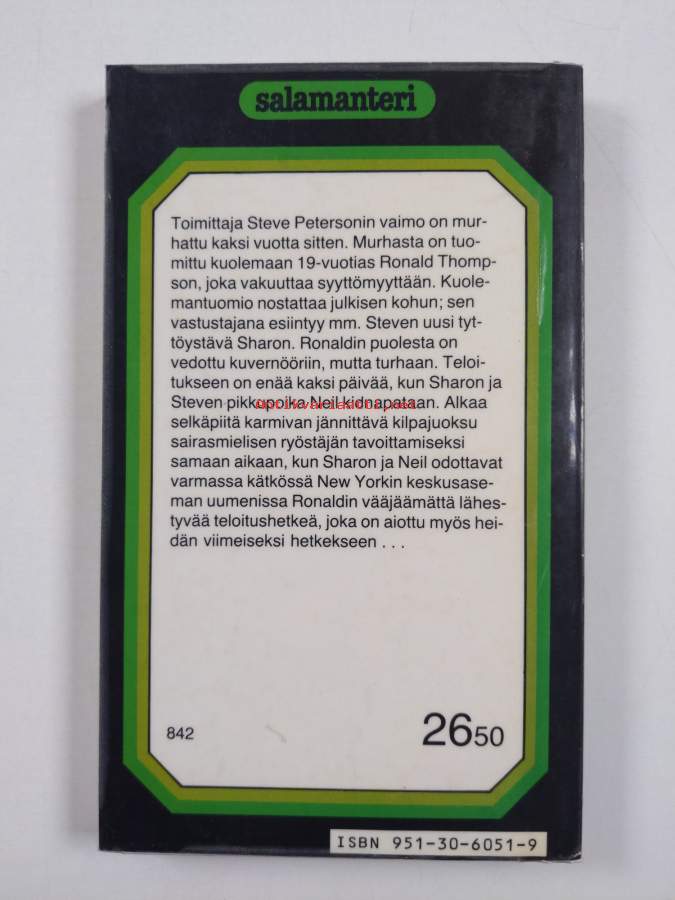 salamanteri
Toimittaja Steve Petersonin vaimo on mur-
hattu kaksi vuotta sitten. Murhasta on tuo-
mittu kuolemaan 19-vuotias Ronald Thomp-
son, joka vakuuttaa syyttömyyttään. Kuole-
mantuomio nostattaa julkisen kohun; sen
vastustajana esiintyy mm. Steven uusi tyt-
töystävä Sharon. Ronaldin puolesta on
vedottu kuvernööriin, mutta turhaan. Teloi-
tukseen on enää kaksi päivää, kun Sharon ja
Steven pikkupoika Neil kidnapataan. Alkaa
Antikvariaatti.net
selkäpiitä karmivan jännittävä kilpajuoksu
sairasmielisen ryöstäjän tavoittamiseksi
samaan aikaan, kun Sharon ja Neil odottavat
varmassa kätkössä New Yorkin keskusase-
man uumenissa Ronaldin vääjäämättä lähes-
tyvää teloitushetkeä, joka on aiottu myös hei-
dän viimeiseksi hetkekseen . . .
842
2650
ISBN 951-30-6051-9